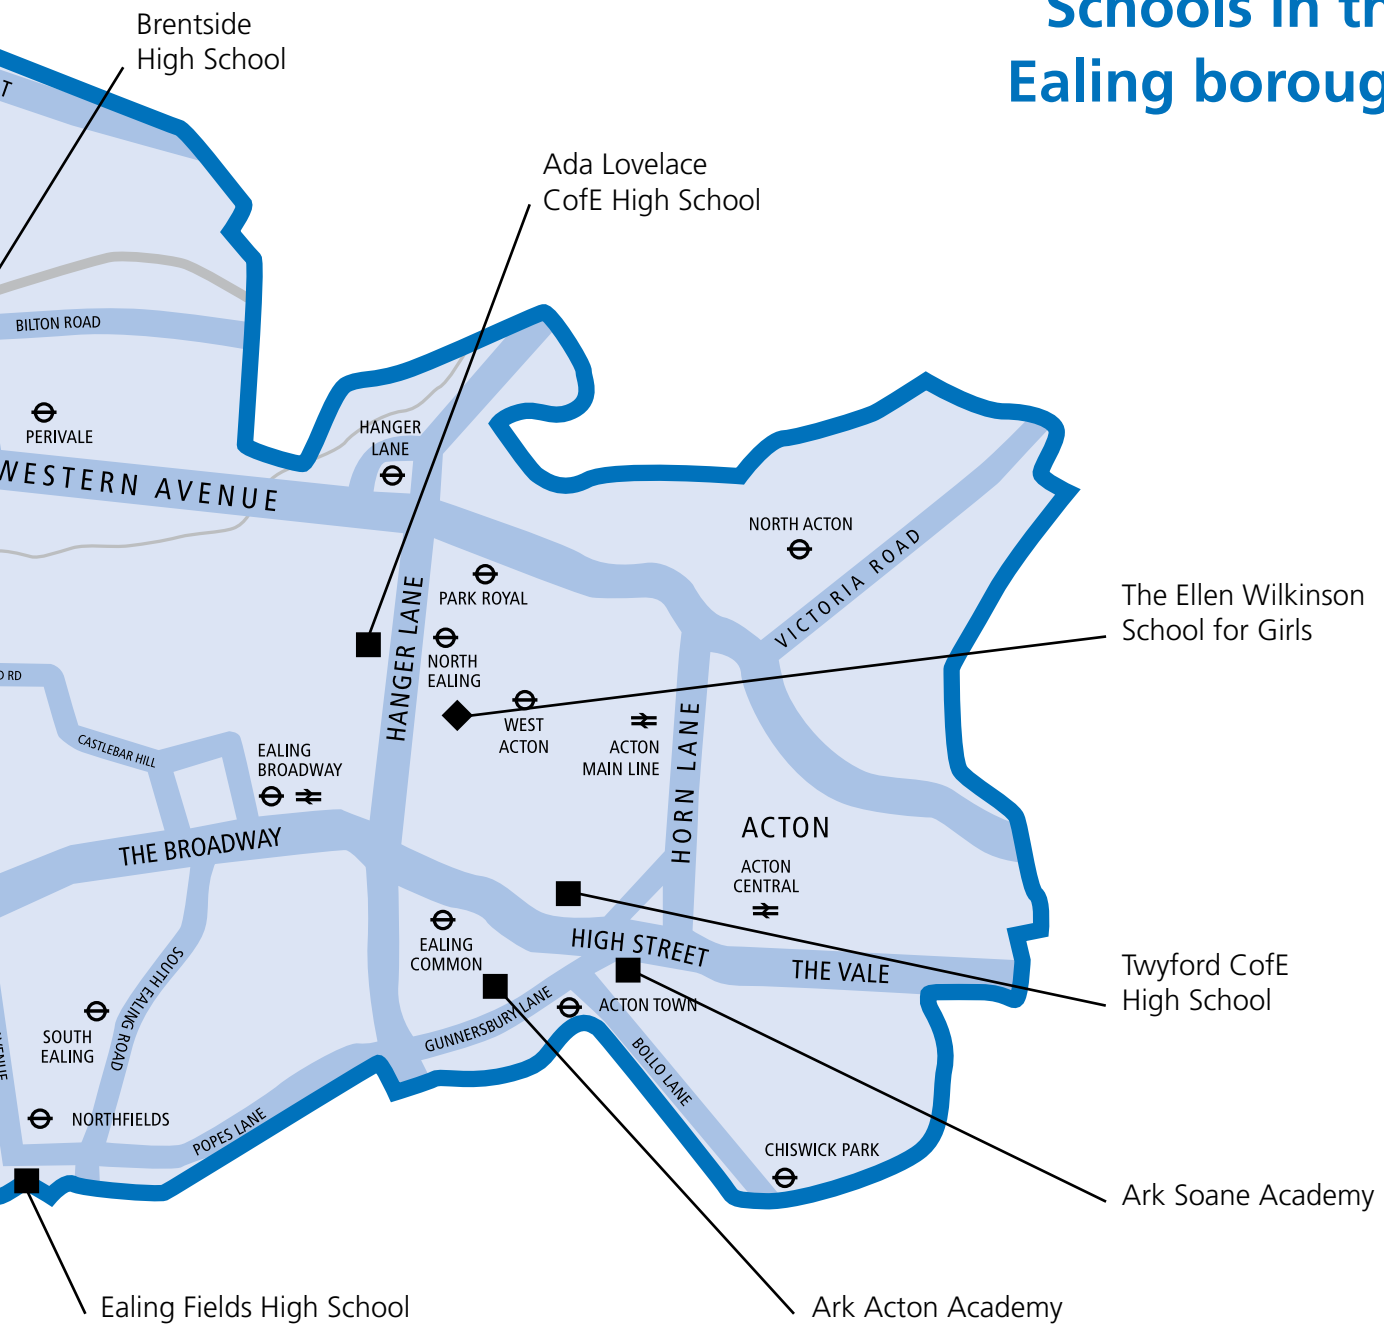 Schools in th
Ealing boroug
Brentside
High School
Ada Lovelace
CofE High School
T
BILTON ROAD
PERIVALE
HANGER
LANE
WESTERN AVENUE
NORTH ACTON
VICTORIA ROAD
PARK ROYAL
HANGER LANE
NORTH
EALING
The Ellen Wilkinson
School for Girls
D RD
WEST
ACTON
CASTLEBAR HILL
EALING
BROADWAY
ACTON
MAIN LINE
HORN LANE
THE BROADWAY
ACTON
ACTON
CENTRAL
EALING
COMMON
HIGH STREET
THE VALE
Twyford CofE
High School
SOUTH EALING ROAD
SOUTH
EALING
GUNNERSBURY LANE
ACTON TOWN
VENUE
BOLLO LANE
NORTHFIELDS
POPES LANE
CHISWICK PARK
Ark Soane Academy
Ealing Fields High School
Ark Acton Academy